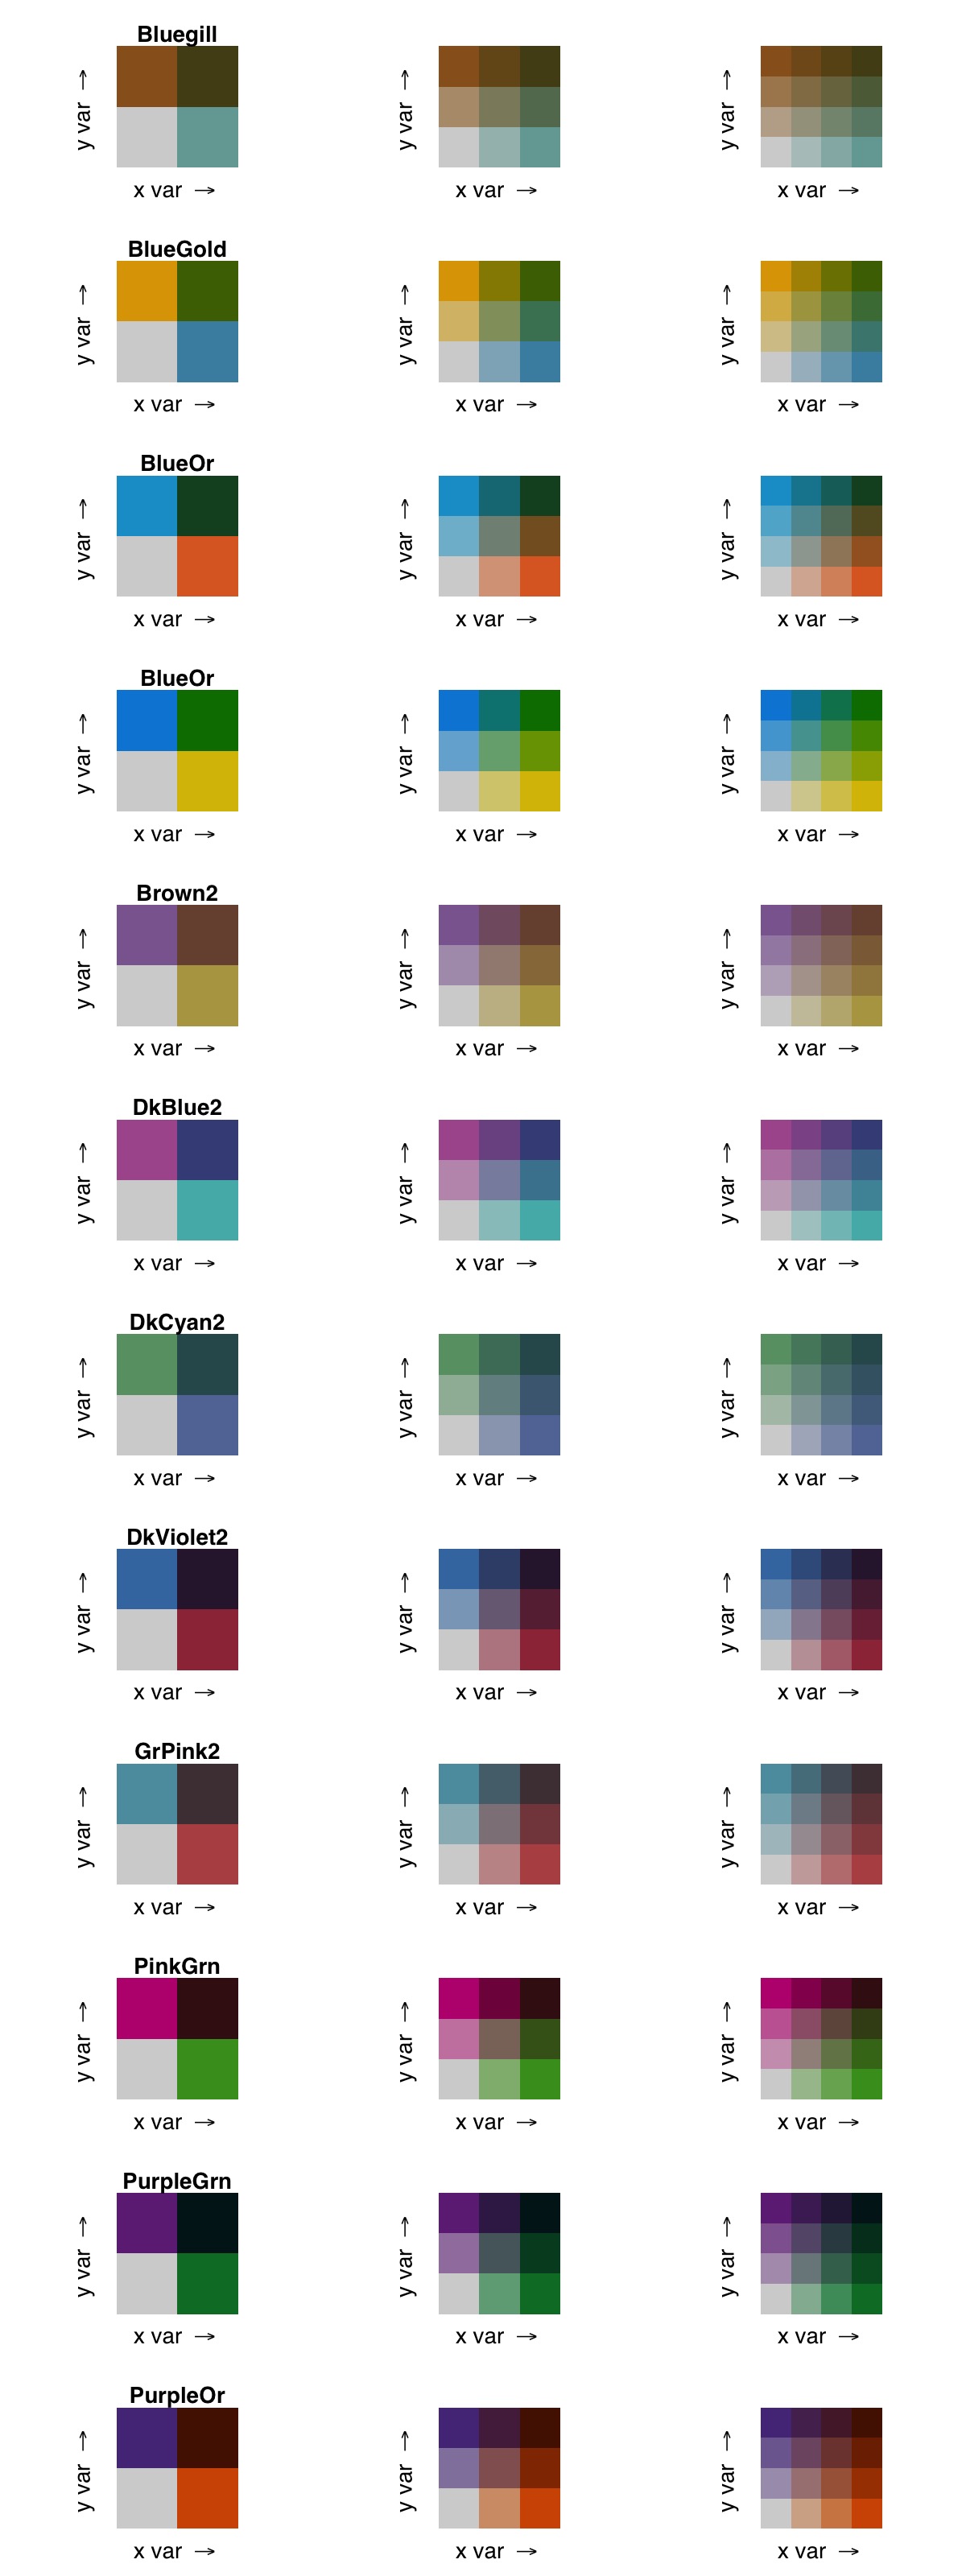 Bluegill
y var → y var → y var →
x var → x var → x var →
BlueGold
y var → y var → y var →
x var → x var → x var →
BlueOr
y var → y var → y var →
x var → x var → x var →
BlueOr
y var → y var → y var →
x var → x var → x var →
Brown2
y var → y var → y var →
x var → x var → x var →
DkBlue2
y var → y var → y var →
x var → x var → x var →
DkCyan2
y var → y var → y var →
x var → x var → x var →
DkViolet2
y var → y var → y var →
x var → x var → x var →
GrPink2
y var → y var → y var →
x var → x var → x var →
PinkGrn
y var → y var → y var →
x var → x var → x var →
PurpleGrn
y var → y var → y var →
x var → x var → x var →
PurpleOr
y var → y var → y var →
x var → x var → x var →